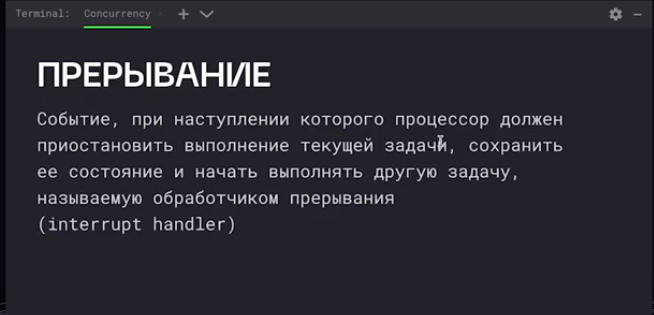 Terminal: Concurrency
ПРЕРЫВАНИЕ
Событие, при наступлении которого процессор должен
приостановить выполнение текущей задачи, сохранить
ее состояние и начать выполнять другую задачу,
называемую обработчиком прерывания
(interrupt handler)